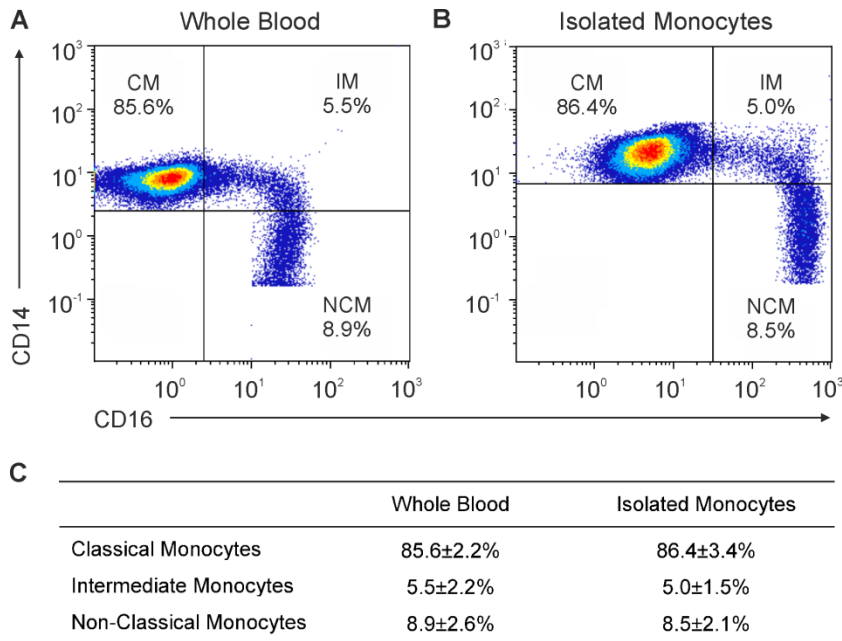 A
Whole Blood
B
Isolated Monocytes
10³
10²
10¹
10⁰
10⁻¹
CM
85.6%
IM
5.5%
NCM
8.9%
10⁰
10¹
10²
10³
10³
10²
10¹
10⁰
10⁻¹
CM
86.4%
IM
5.0%
NCM
8.5%
10⁰
10¹
10²
10³
CD14
CD16
C
Whole Blood Isolated Monocytes
Classical Monocytes 85.6±2.2% 86.4±3.4%
Intermediate Monocytes 5.5±2.2% 5.0±1.5%
Non-Classical Monocytes 8.9±2.6% 8.5±2.1%